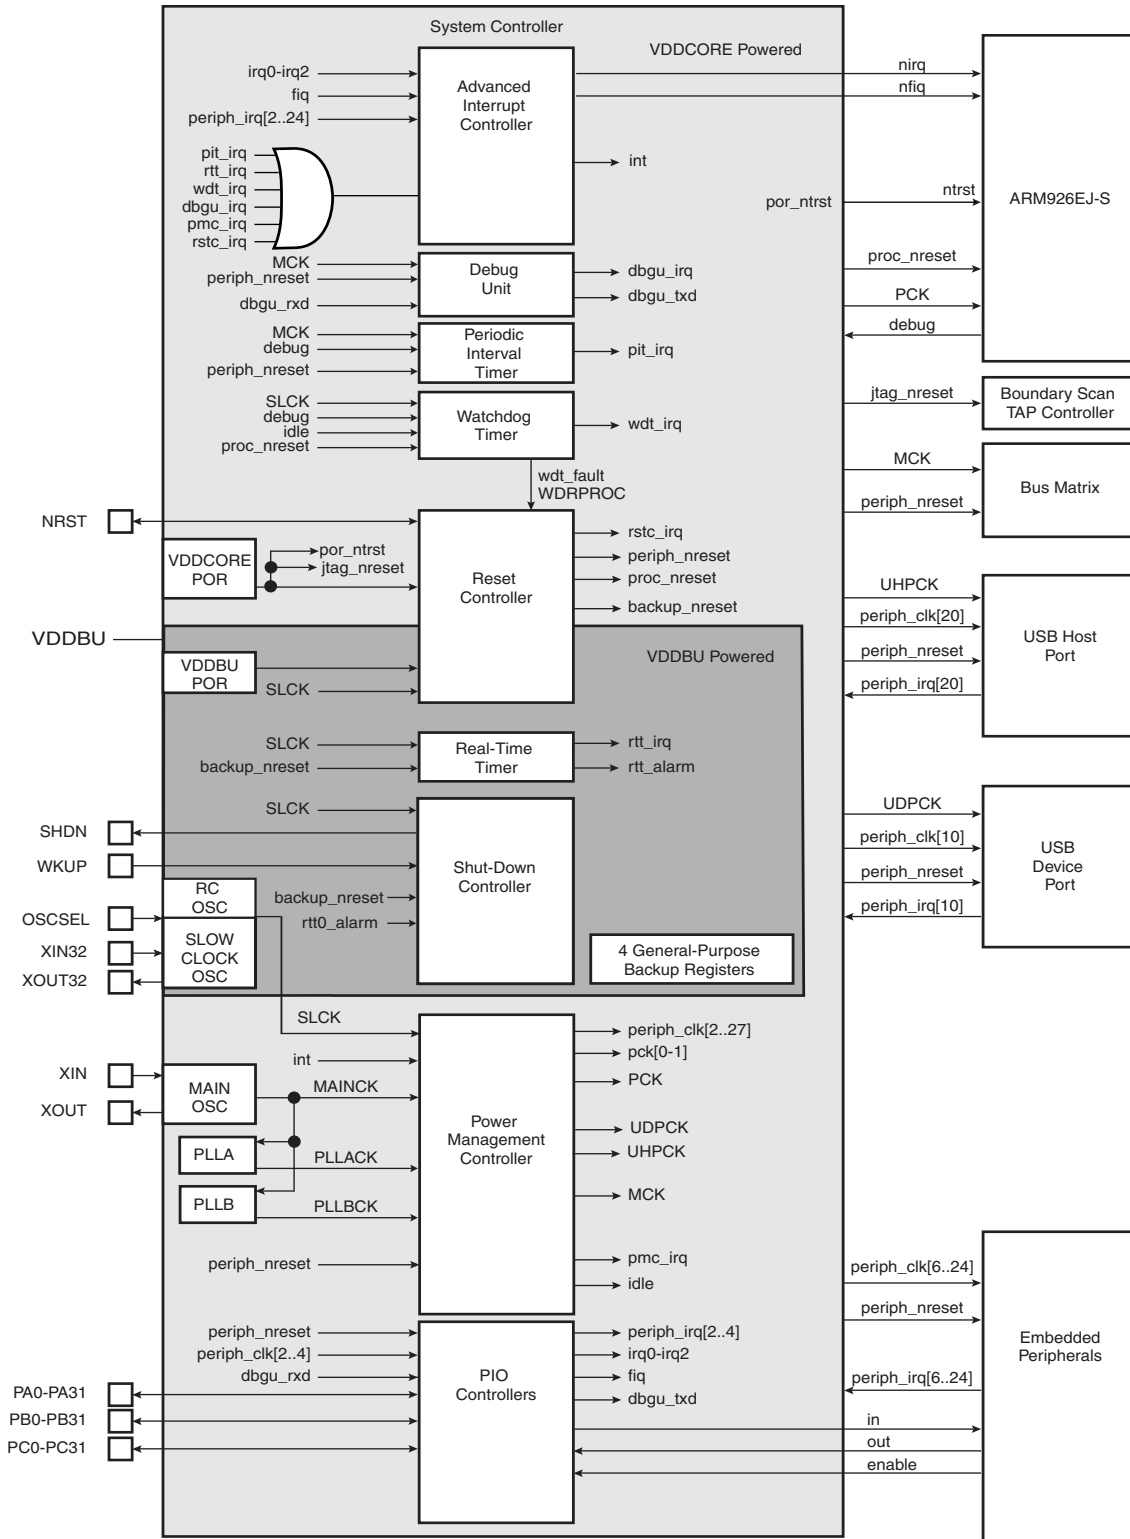 System Controller
VDDCORE Powered
irq0-irq2
fiq
periph_irq[2..24]
pit_irq
rtt_irq
wdt_irq
dbgu_irq
pmc_irq
rstc_irq
Advanced
Interrupt
Controller
int
nirq
nfiq
por_ntrst
ntrst
ARM926EJ-S
proc_nreset
PCK
debug
MCK
periph_nreset
dbgu_rxd
Debug
Unit
dbgu_irq
dbgu_txd
MCK
debug
periph_nreset
Periodic
Interval
Timer
pit_irq
SLCK
debug
idle
proc_nreset
Watchdog
Timer
wdt_irq
wdt_fault
WDRPROC
jtag_nreset
Boundary Scan
TAP Controller
MCK
periph_nreset
Bus Matrix
NRST
VDDCORE
POR
por_ntrst
jtag_nreset
Reset
Controller
rstc_irq
periph_nreset
proc_nreset
backup_nreset
VDDBU
VDDBU Powered
VDDBU
POR
SLCK
UHPCK
periph_clk[20]
periph_nreset
periph_irq[20]
USB Host
Port
SLCK
backup_nreset
Real-Time
Timer
rtt_irq
rtt_alarm
SLCK
SHDN
WKUP
backup_nreset
rtt0_alarm
Shut-Down
Controller
4 General-Purpose
Backup Registers
UDPCK
periph_clk[10]
periph_nreset
periph_irq[10]
USB
Device
Port
RC
OSC
OSCSEL
XIN32
XOUT32
SLOW
CLOCK
OSC
SLCK
int
XIN
XOUT
MAIN
OSC
MAINCK
PLLA
PLLACK
PLLB
PLLBCK
periph_nreset
Power
Management
Controller
periph_clk[2..27]
pck[0-1]
PCK
UDPCK
UHPCK
MCK
pmc_irq
idle
periph_nreset
periph_clk[2..4]
dbgu_rxd
PA0-PA31
PB0-PB31
PC0-PC31
PIO
Controllers
periph_irq[2..4]
irq0-irq2
fiq
dbgu_txd
periph_clk[6..24]
periph_nreset
periph_irq[6..24]
in
out
enable
Embedded
Peripherals